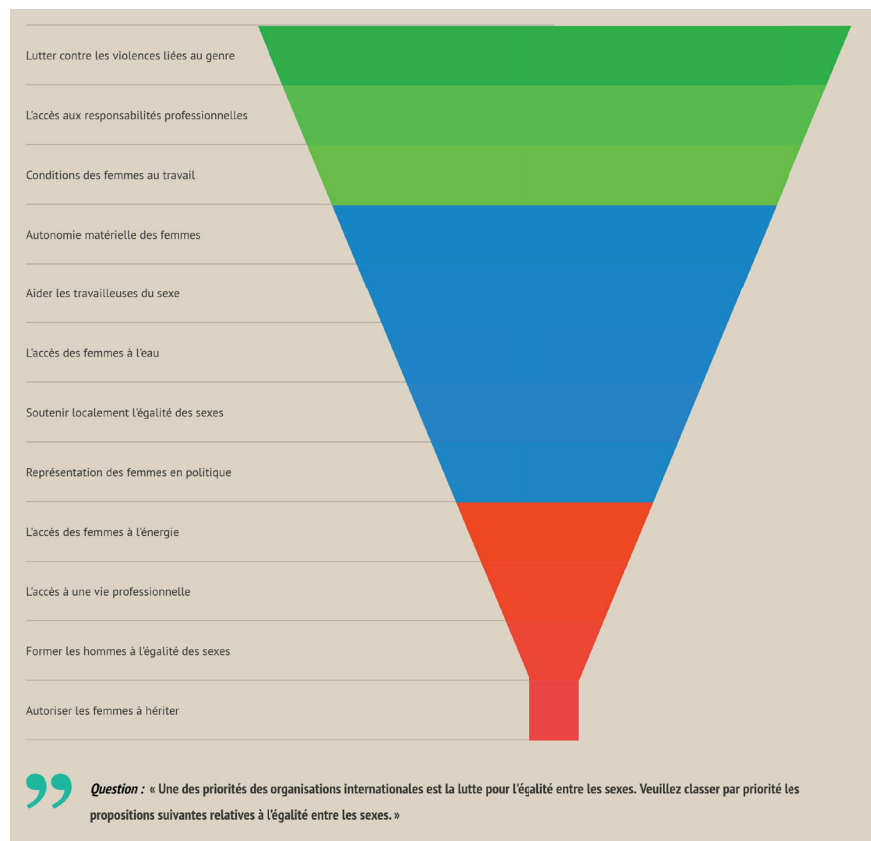 Lutter contre les violences liées au genre
L'accès aux responsabilités professionnelles
Conditions des femmes au travail
Autonomie matérielle des femmes
Aider les travailleuses du sexe
L'accès des femmes à l'eau
Soutenir localement l'égalité des sexes
Représentation des femmes en politique
L'accès des femmes à l'énergie
L'accès à une vie professionnelle
Former les hommes à l'égalité des sexes
Autoriser les femmes à hériter
Question : « Une des priorités des organisations internationales est la lutte pour l'égalité entre les sexes. Veuillez classer par priorité les
propositions suivantes relatives à l'égalité entre les sexes. »